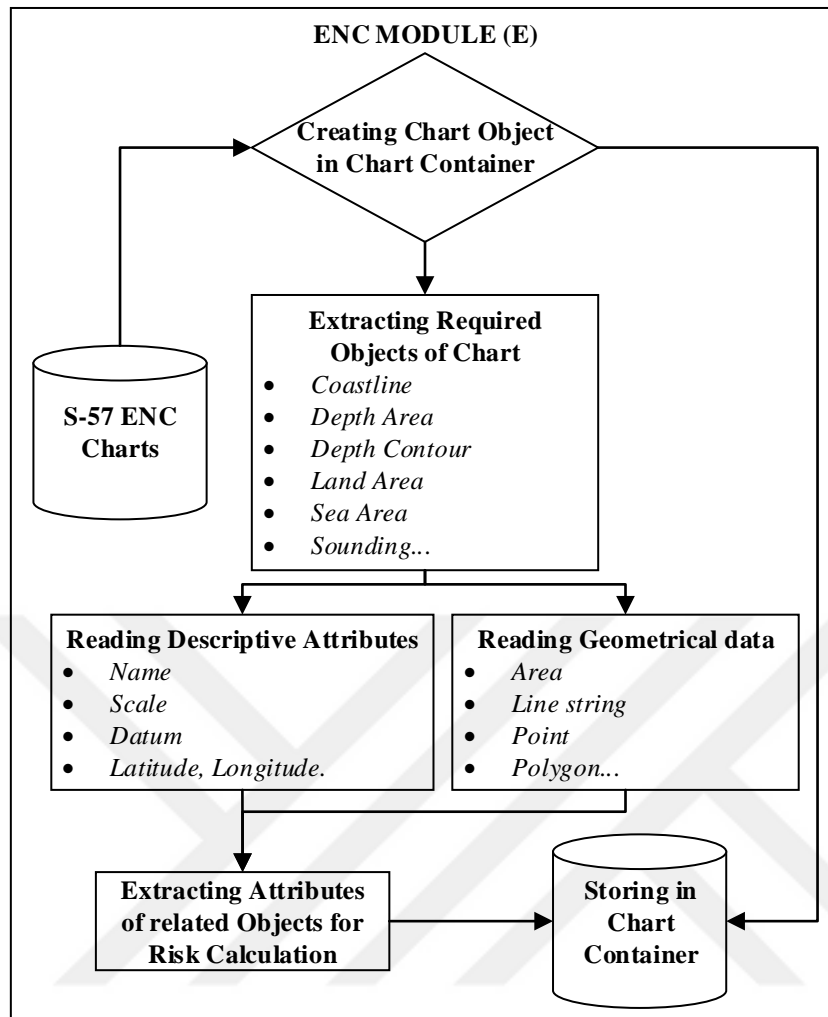 ENC MODULE (E)
Creating Chart Object
in Chart Container
Extracting Required
Objects of Chart
• Coastline
• Depth Area
• Depth Contour
• Land Area
• Sea Area
• Sounding...
S-57 ENC
Charts
Reading Descriptive Attributes
• Name
• Scale
• Datum
• Latitude, Longitude.
Reading Geometrical data
• Area
• Line string
• Point
• Polygon...
Extracting Attributes
of related Objects for
Risk Calculation
Storing in
Chart
Container